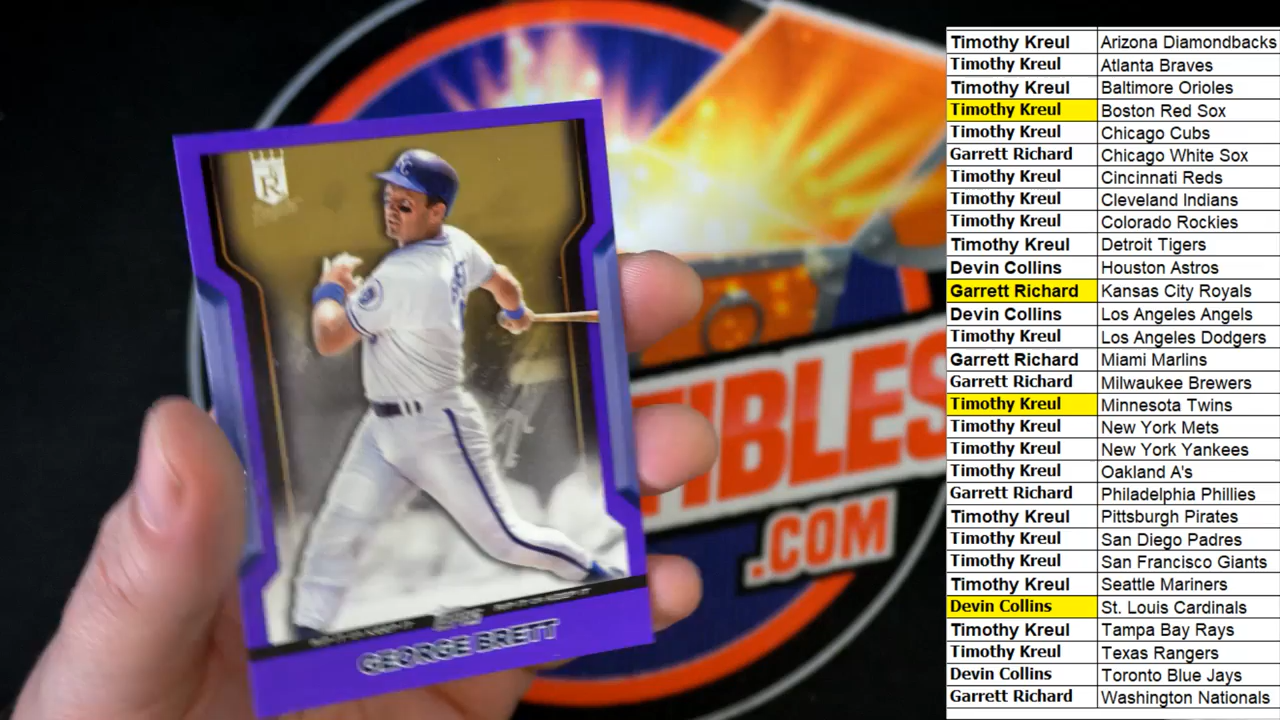 KC
R
GEORGE BRETT
TIBLES
.COM
Timothy Kreul Arizona Diamondbacks
Timothy Kreul Atlanta Braves
Timothy Kreul Baltimore Orioles
Timothy Kreul Boston Red Sox
Timothy Kreul Chicago Cubs
Garrett Richard Chicago White Sox
Timothy Kreul Cincinnati Reds
Timothy Kreul Cleveland Indians
Timothy Kreul Colorado Rockies
Timothy Kreul Detroit Tigers
Devin Collins Houston Astros
Garrett Richard Kansas City Royals
Devin Collins Los Angeles Angels
Timothy Kreul Los Angeles Dodgers
Garrett Richard Miami Marlins
Garrett Richard Milwaukee Brewers
Timothy Kreul Minnesota Twins
Timothy Kreul New York Mets
Timothy Kreul New York Yankees
Timothy Kreul Oakland A's
Garrett Richard Philadelphia Phillies
Timothy Kreul Pittsburgh Pirates
Timothy Kreul San Diego Padres
Timothy Kreul San Francisco Giants
Timothy Kreul Seattle Mariners
Devin Collins St. Louis Cardinals
Timothy Kreul Tampa Bay Rays
Timothy Kreul Texas Rangers
Devin Collins Toronto Blue Jays
Garrett Richard Washington Nationals